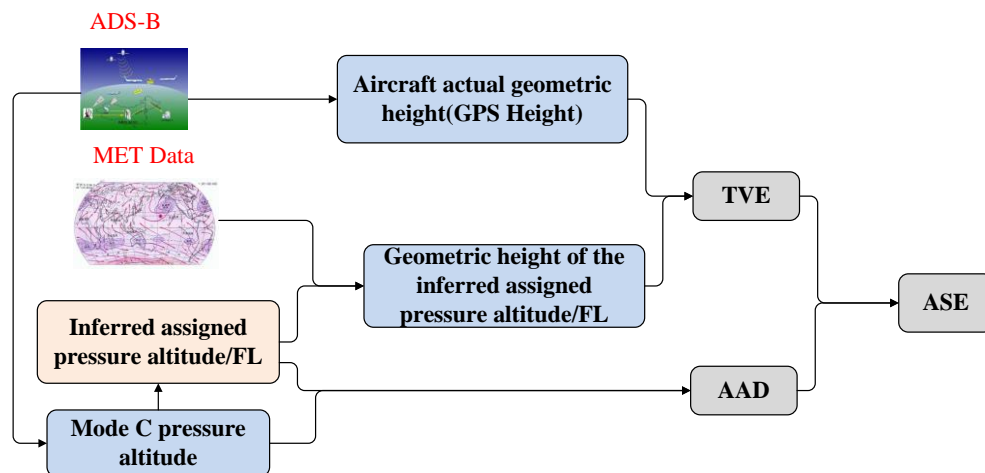 ADS-B
Aircraft actual geometric
height(GPS Height)
MET Data
TVE
Geometric height of the
inferred assigned
pressure altitude/FL
ASE
Inferred assigned
pressure altitude/FL
AAD
Mode C pressure
altitude